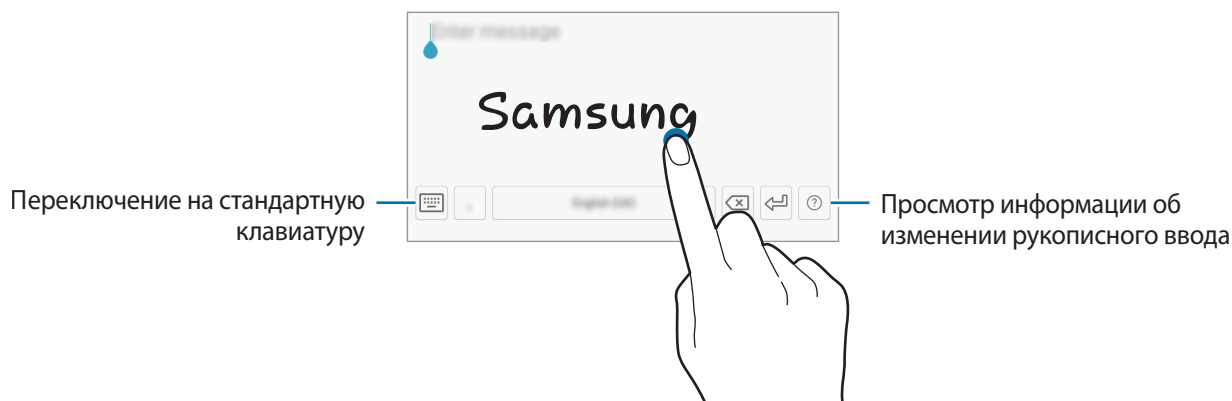 Enter message
Samsung
Переключение на стандартную
клавиатуру
English (UK)
Просмотр информации об
изменении рукописного ввода